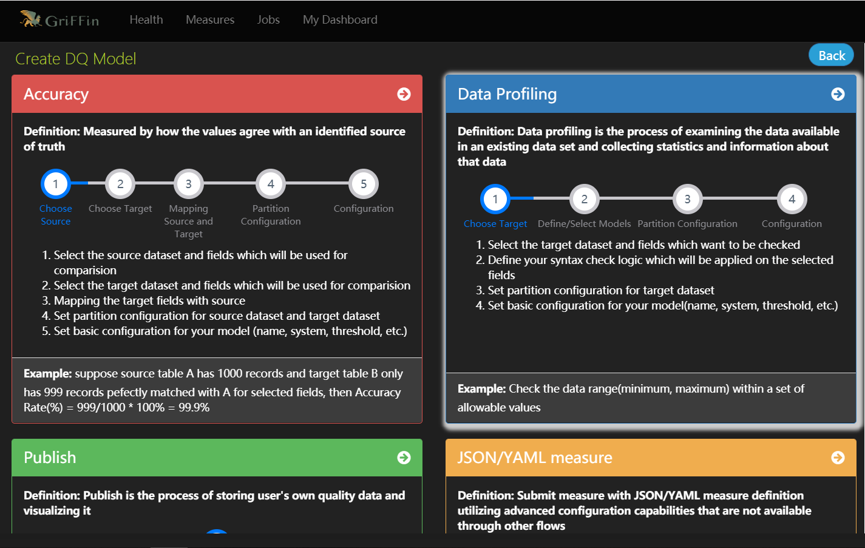 GriFFin Health Measures Jobs My Dashboard
Create DQ Model
Back
Accuracy
Definition: Measured by how the values agree with an identified source
of truth
1 2 3 4 5
Choose Source
Choose Target
Mapping Source and Target
Partition Configuration
Configuration
1. Select the source dataset and fields which will be used for
comparision
2. Select the target dataset and fields which will be used for comparision
3. Mapping the target fields with source
4. Set partition configuration for source dataset and target dataset
5. Set basic configuration for your model (name, system, threshold, etc.)
Example: suppose source table A has 1000 records and target table B only
has 999 records pefectly matched with A for selected fields, then Accuracy
Rate(%) = 999/1000 * 100% = 99.9%
Data Profiling
Definition: Data profiling is the process of examining the data available
in an existing data set and collecting statistics and information about
that data
1 2 3 4
Choose Target Define/Select Models Partition Configuration Configuration
1. Select the target dataset and fields which want to be checked
2. Define your syntax check logic which will be applied on the selected
fields
3. Set partition configuration for target dataset
4. Set basic configuration for your model(name, system, threshold, etc.)
Example: Check the data range(minimum, maximum) within a set of
allowable values
Publish
Definition: Publish is the process of storing user's own quality data and
visualizing it
JSON/YAML measure
Definition: Submit measure with JSON/YAML measure definition
utilizing advanced configuration capabilities that are not available
through other flows